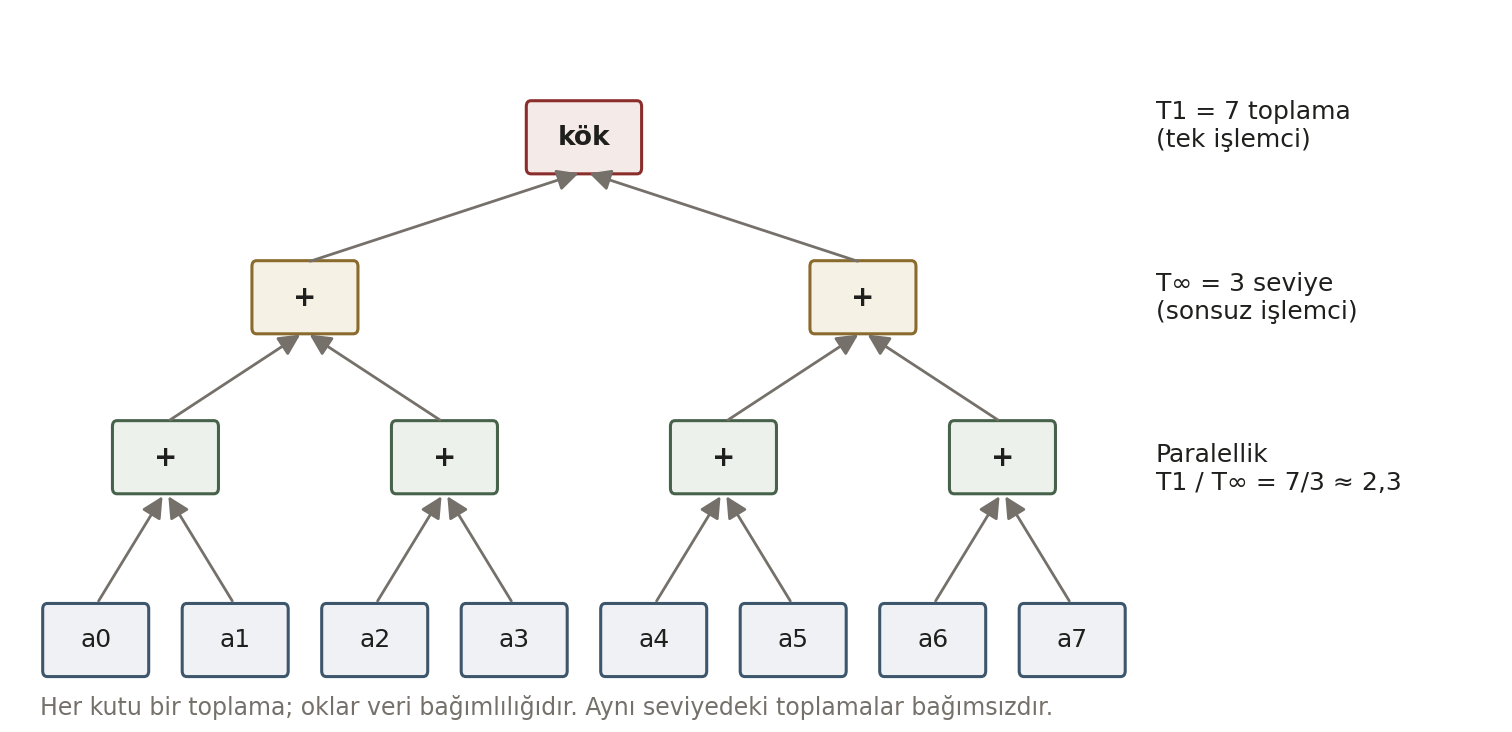 kök
T1 = 7 toplama
(tek işlemci)
+ +
T∞ = 3 seviye
(sonsuz işlemci)
+ + + +
Paralellik
T1 / T∞ = 7/3 ≈ 2,3
a0 a1 a2 a3 a4 a5 a6 a7
Her kutu bir toplama; oklar veri bağımlılığıdır. Aynı seviyedeki toplamalar bağımsızdır.